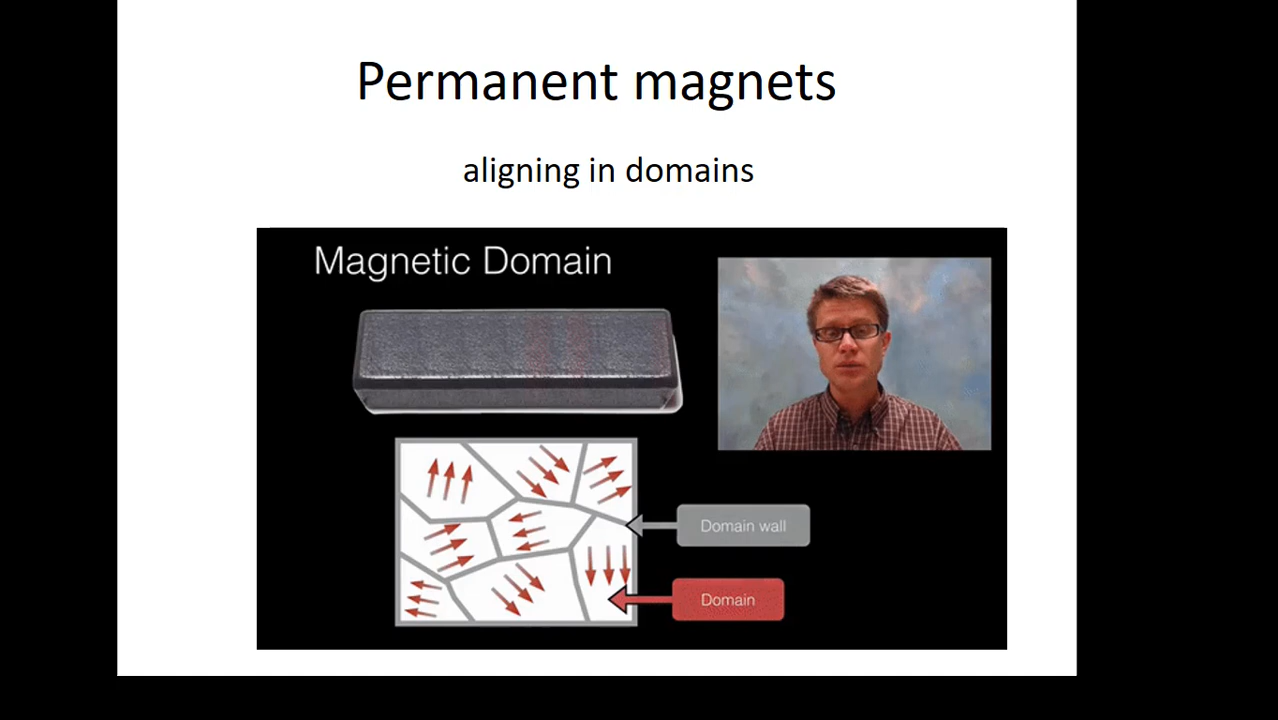 Permanent magnets
aligning in domains
Magnetic Domain
Domain wall
Domain